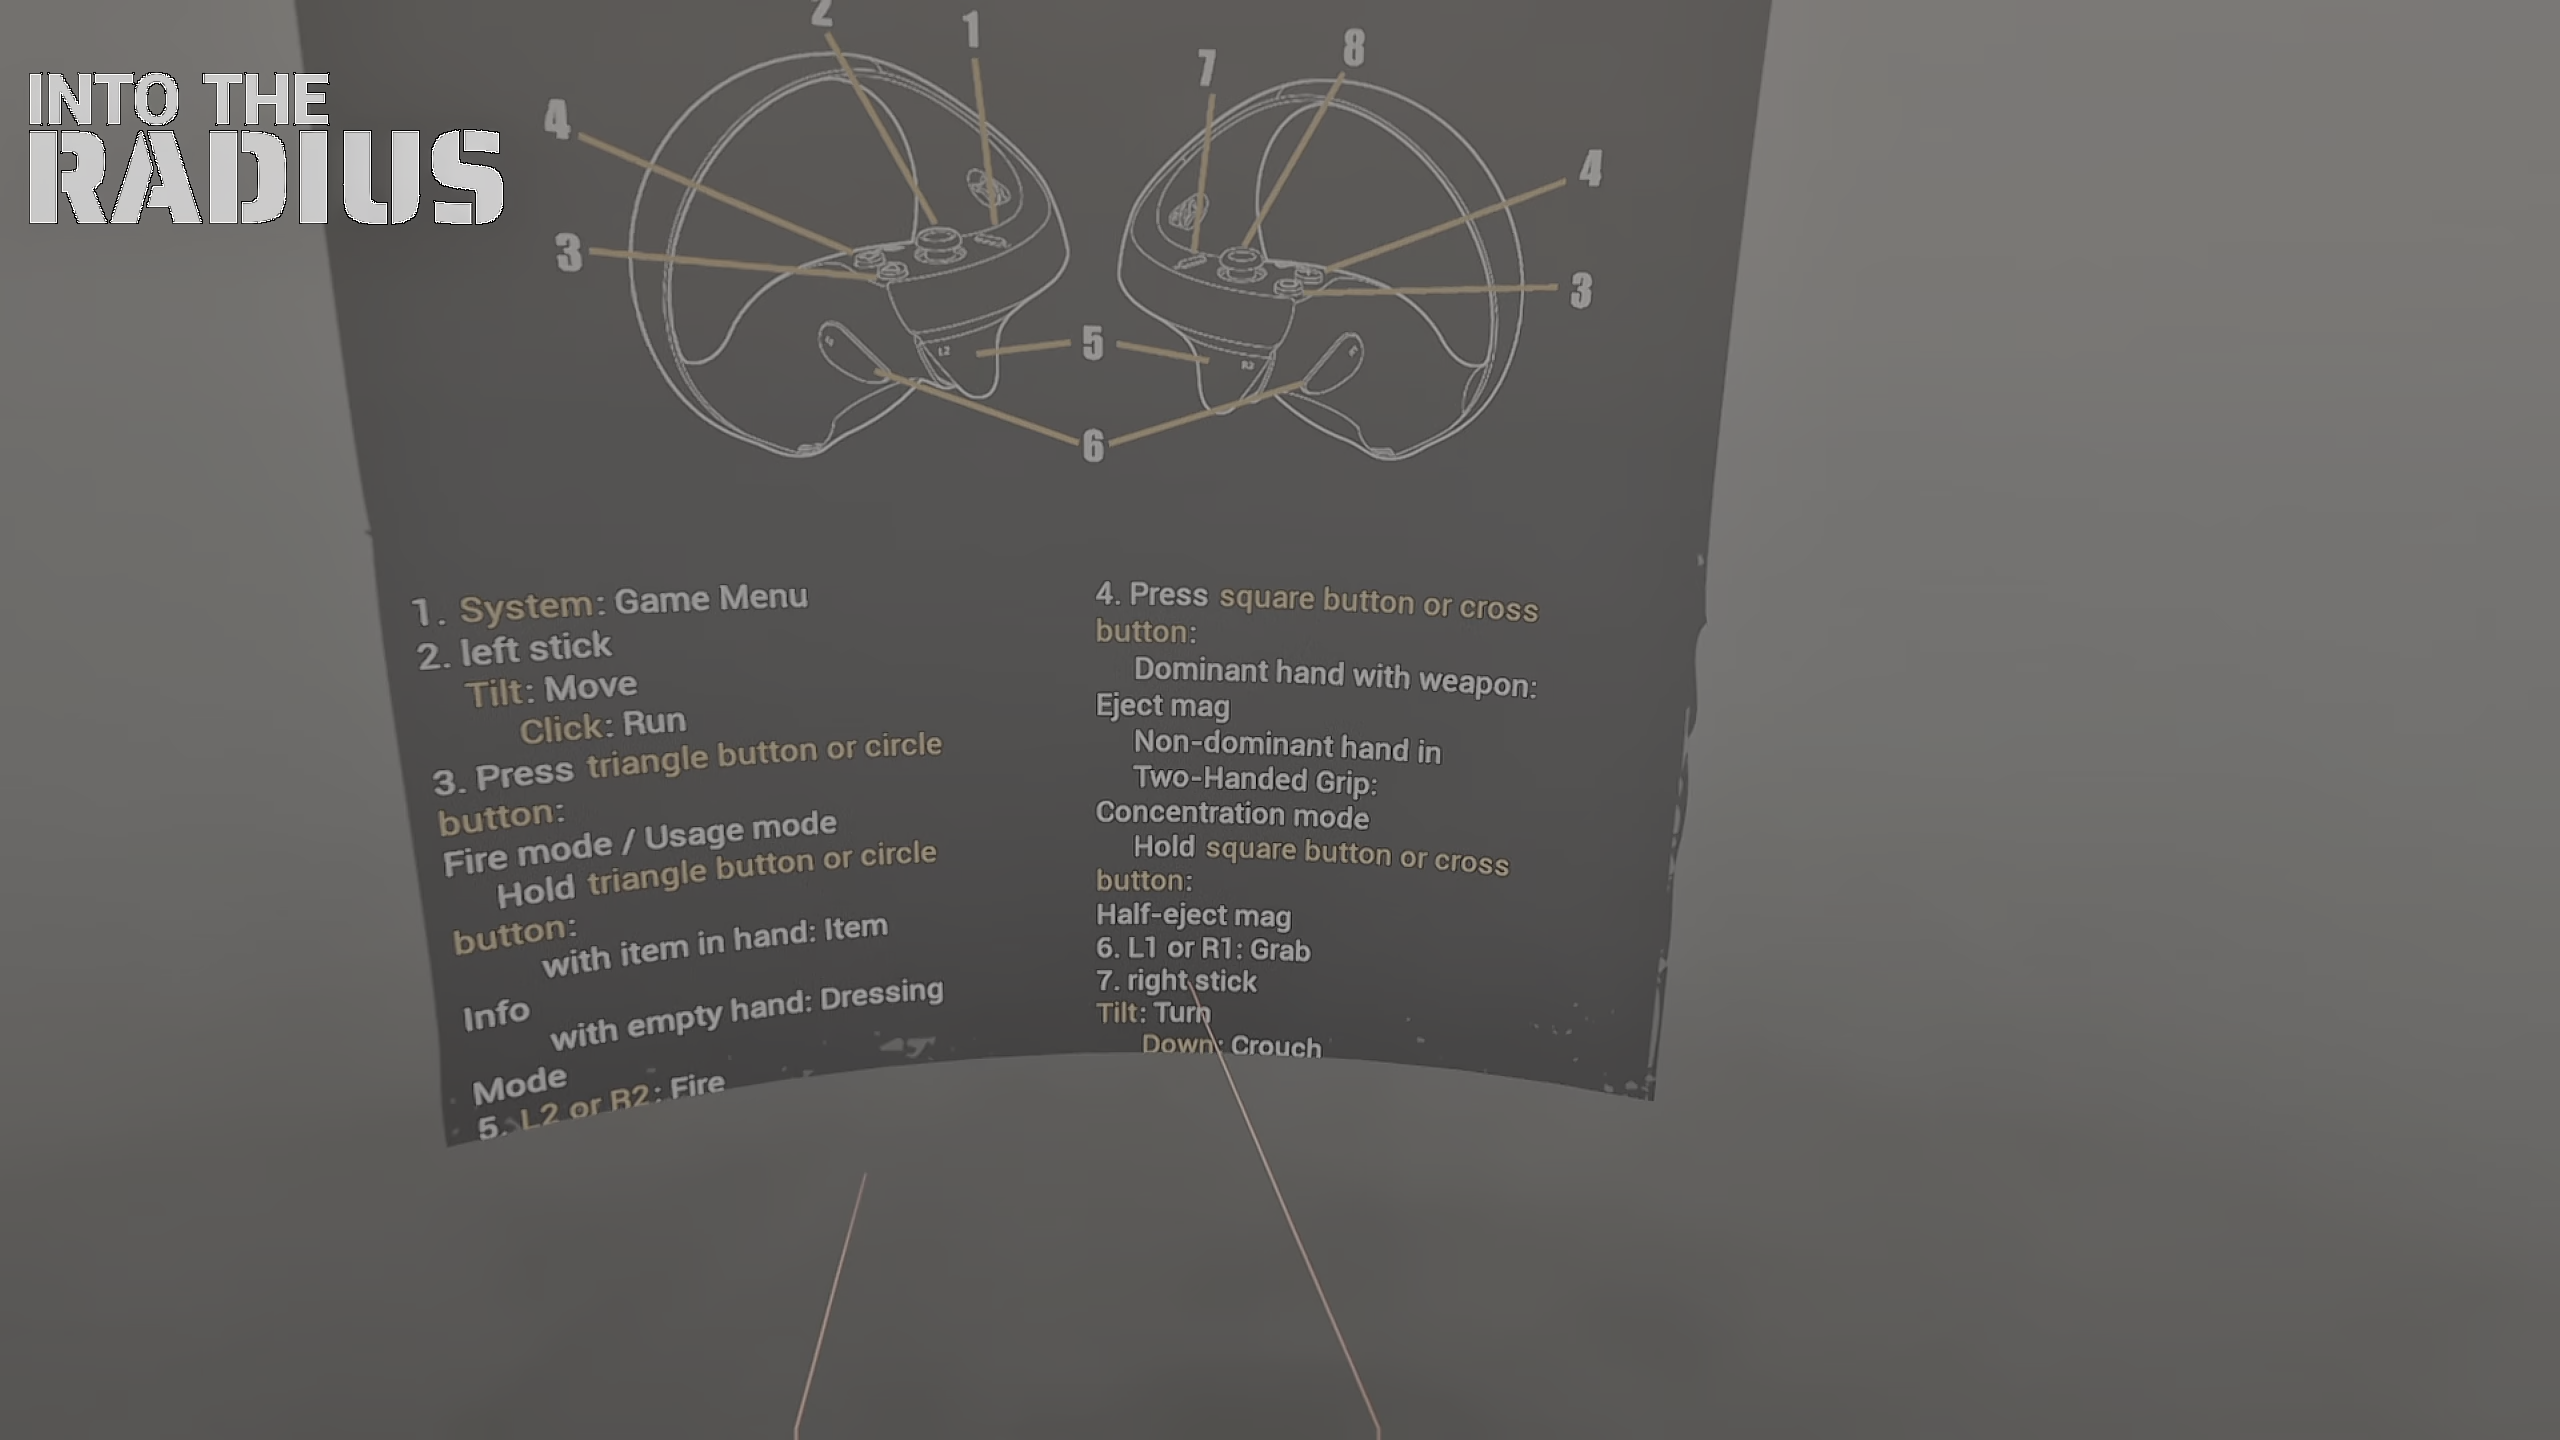 INTO THE
RADIUS
2
1
7
8
4
4
3
3
5
L2
R2
6
1. System: Game Menu
2. left stick
Tilt: Move
Click: Run
3. Press triangle button or circle
button:
Fire mode / Usage mode
Hold triangle button or circle
button:
with item in hand: Item
Info
with empty hand: Dressing
Mode
5. L2 or R2: Fire
4. Press square button or cross
button:
Dominant hand with weapon:
Eject mag
Non-dominant hand in
Two-Handed Grip:
Concentration mode
Hold square button or cross
button:
Half-eject mag
6. L1 or R1: Grab
7. right stick
Tilt: Turn
Down: Crouch